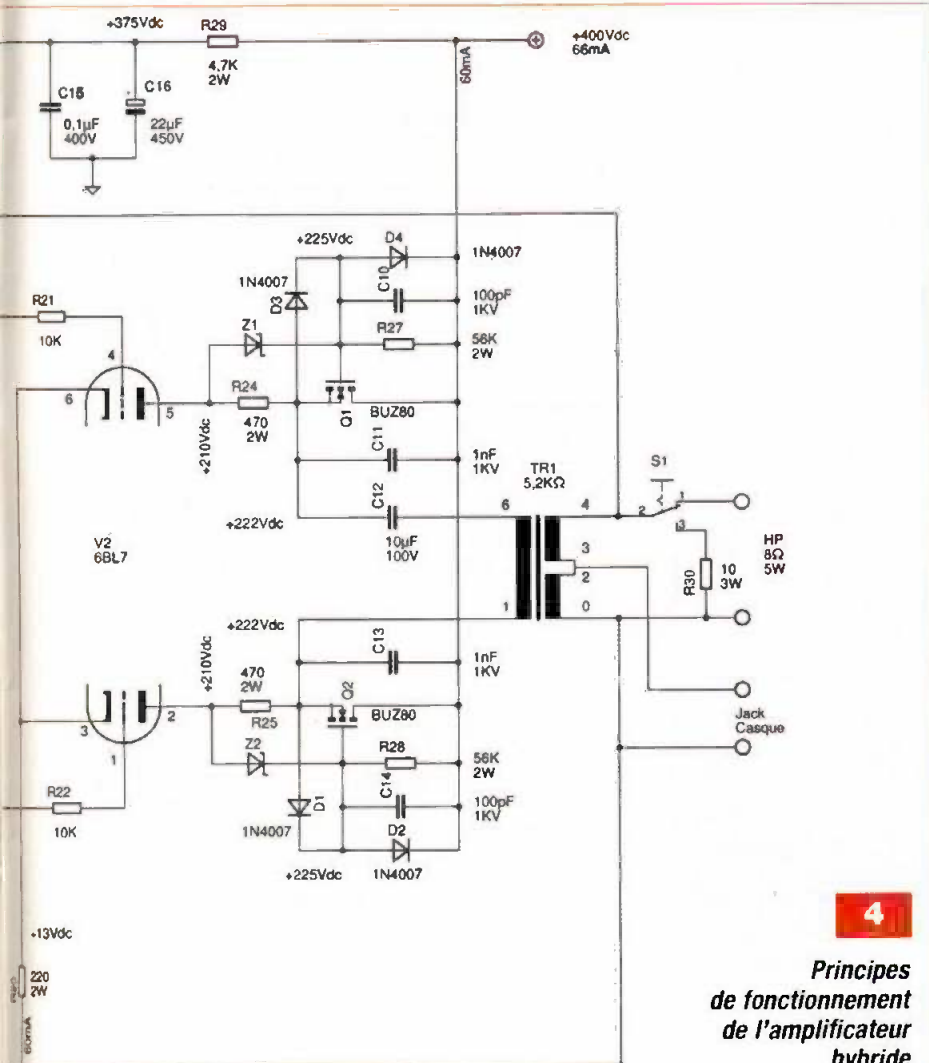 +375Vdc
R29
4,7K
2W
+400Vdc
66mA
60mA
C15
0,1µF
400V
C16
22µF
450V
+
+225Vdc
D4
1N4007
1N4007
D3
C10
100pF
1KV
R21
10K
Z1
R27
56K
2W
4
6
5
R24
470
2W
Q1
BUZ80
+210Vdc
C11
1nF
1KV
C12
10µF
100V
+222Vdc
TR1
5,2KΩ
6
4
3
2
1
0
S1
1
2
3
R30
10
3W
HP
8Ω
5W
V2
6BL7
+222Vdc
+210Vdc
C13
1nF
1KV
470
2W
R25
Q2
BUZ80
3
2
1
Z2
R28
56K
2W
Jack
Casque
R22
10K
D1
1N4007
C14
100pF
1KV
D2
1N4007
+225Vdc
+13Vdc
220
2W
60mA
4
Principes
de fonctionnement
de l'amplificateur
hybride